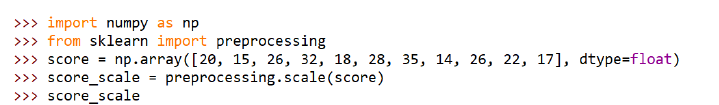 >>> import numpy as np
>>> from sklearn import preprocessing
>>> score = np.array([20, 15, 26, 32, 18, 28, 35, 14, 26, 22, 17], dtype=float)
>>> score_scale = preprocessing.scale(score)
>>> score_scale